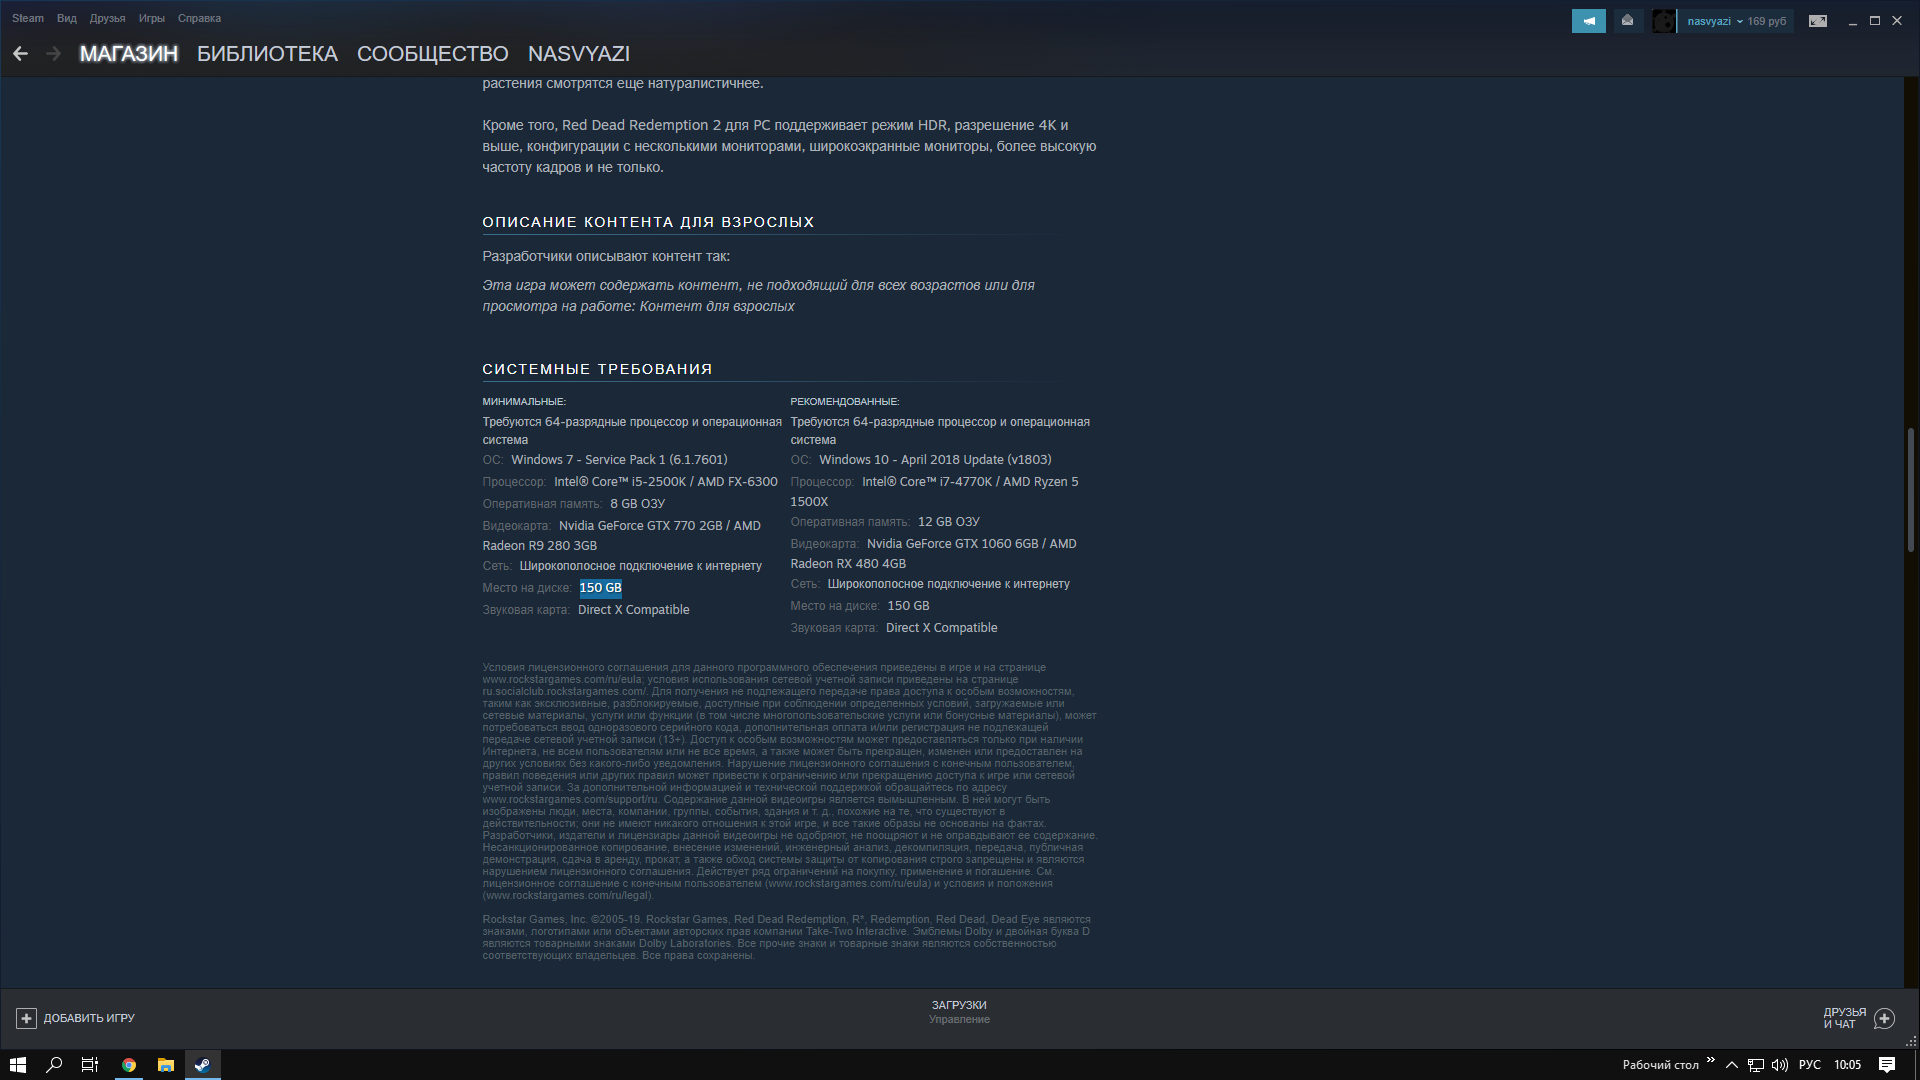 Steam Вид Друзья Игры Справка
nasvyazi 169 руб
МАГАЗИН БИБЛИОТЕКА СООБЩЕСТВО NASVYAZI
растения смотрятся еще натуралистичнее.
Кроме того, Red Dead Redemption 2 для PC поддерживает режим HDR, разрешение 4K и
выше, конфигурации с несколькими мониторами, широкоэкранные мониторы, более высокую
частоту кадров и не только.
ОПИСАНИЕ КОНТЕНТА ДЛЯ ВЗРОСЛЫХ
Разработчики описывают контент так:
Эта игра может содержать контент, не подходящий для всех возрастов или для
просмотра на работе: Контент для взрослых
СИСТЕМНЫЕ ТРЕБОВАНИЯ
МИНИМАЛЬНЫЕ:
Требуются 64-разрядные процессор и операционная
система
ОС: Windows 7 - Service Pack 1 (6.1.7601)
Процессор: Intel® Core™ i5-2500K / AMD FX-6300
Оперативная память: 8 GB ОЗУ
Видеокарта: Nvidia GeForce GTX 770 2GB / AMD
Radeon R9 280 3GB
Сеть: Широкополосное подключение к интернету
Место на диске: 150 GB
Звуковая карта: Direct X Compatible
РЕКОМЕНДОВАННЫЕ:
Требуются 64-разрядные процессор и операционная
система
ОС: Windows 10 - April 2018 Update (v1803)
Процессор: Intel® Core™ i7-4770K / AMD Ryzen 5
1500X
Оперативная память: 12 GB ОЗУ
Видеокарта: Nvidia GeForce GTX 1060 6GB / AMD
Radeon RX 480 4GB
Сеть: Широкополосное подключение к интернету
Место на диске: 150 GB
Звуковая карта: Direct X Compatible
Условия лицензионного соглашения для данного программного обеспечения приведены в игре и на странице
www.rockstargames.com/ru/eula; условия использования сетевой учетной записи приведены на странице
ru.socialclub.rockstargames.com/. Для получения не подлежащего передаче права доступа к особым возможностям,
таким как эксклюзивные, разблокируемые, доступные при соблюдении определенных условий, загружаемые или
сетевые материалы, услуги или функции (в том числе многопользовательские услуги или бонусные материалы), может
потребоваться ввод одноразового серийного кода, дополнительная оплата и/или регистрация не подлежащей
передаче сетевой учетной записи (13+). Доступ к особым возможностям может предоставляться только при наличии
Интернета, не всем пользователям или не все время, а также может быть прекращен, изменен или предоставлен на
других условиях без какого-либо уведомления. Нарушение лицензионного соглашения с конечным пользователем,
правил поведения или других правил может привести к ограничению или прекращению доступа к игре или сетевой
учетной записи. За дополнительной информацией и технической поддержкой обращайтесь по адресу
www.rockstargames.com/support/ru. Содержание данной видеоигры является вымышленным. В ней могут быть
изображены люди, места, компании, группы, события, здания и т. д., похожие на те, что существуют в
действительности; они не имеют никакого отношения к этой игре, и все такие образы не основаны на фактах.
Разработчики, издатели и лицензиары данной видеоигры не одобряют, не поощряют и не оправдывают ее содержание.
Несанкционированное копирование, внесение изменений, инженерный анализ, декомпиляция, передача, публичная
демонстрация, сдача в аренду, прокат, а также обход системы защиты от копирования строго запрещены и являются
нарушением лицензионного соглашения. Действует ряд ограничений на покупку, применение и погашение. См.
лицензионное соглашение с конечным пользователем (www.rockstargames.com/ru/eula) и условия и положения
(www.rockstargames.com/ru/legal).
Rockstar Games, Inc. ©2005-19. Rockstar Games, Red Dead Redemption, R*, Redemption, Red Dead, Dead Eye являются
знаками, логотипами или объектами авторских прав компании Take-Two Interactive. Эмблемы Dolby и двойная буква D
являются товарными знаками Dolby Laboratories. Все прочие знаки и товарные знаки являются собственностью
соответствующих владельцев. Все права сохранены.
ДОБАВИТЬ ИГРУ
ЗАГРУЗКИ
Управление
ДРУЗЬЯ
И ЧАТ
Рабочий стол РУС 10:05